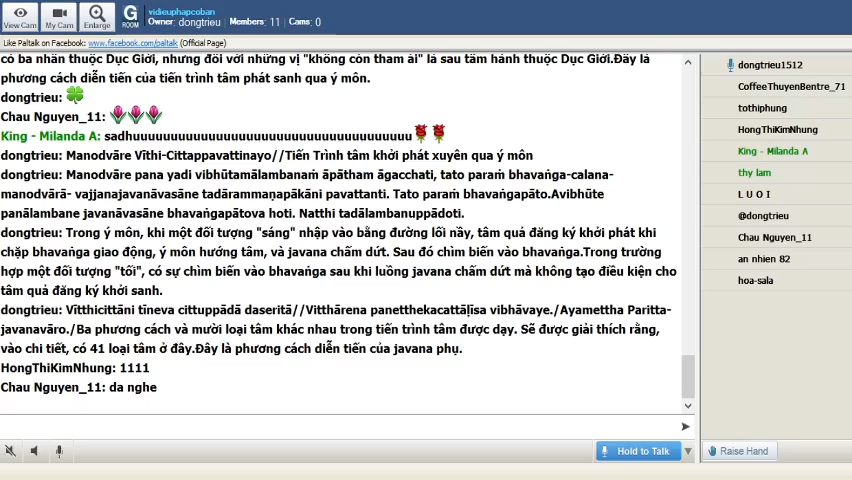 vidieuphapcoban
Owner: dongtrieu Members: 11 Cams: 0
View Cam
My Cam
Enlarge
G
ROOM
Like Paltalk on Facebook: www.facebook.com/paltalk (Official Page)
có ba nhân thuộc Dục Giới, nhưng đối với những vị "không còn tham ái" là sau tâm hành thuộc Dục Giới.Đây là
phương cách diễn tiến của tiến trình tâm phát sanh qua ý môn.
dongtrieu:
Chau Nguyen_11:
King - Milanda A: sadhuuuuuuuuuuuuuuuuuuuuuuuuuuuuuuuuuuuuu
dongtrieu: Manodvāre Vīthi-Cittappavattinayo//Tiến Trình tâm khởi phát xuyên qua ý môn
dongtrieu: Manodvāre pana yadi vibhūtamālambanaṁ āpātham āgacchati, tato paraṁ bhavaṅga-calana-
manodvārā- vajjanajavanāvasāne tadārammaṇapākāni pavattanti. Tato paraṁ bhavaṅgapāto.Avibhūte
panālambane javanāvasāne bhavaṅgapātova hoti. Natthi tadālambanuppādoti.
dongtrieu: Trong ý môn, khi một đối tượng "sáng" nhập vào bằng đường lối nầy, tâm quả đăng ký khởi phát khi
chặp bhavaṅga giao động, ý môn hướng tâm, và javana chấm dứt. Sau đó chìm biến vào bhavaṅga.Trong trường
hợp một đối tượng "tối", có sự chìm biến vào bhavaṅga sau khi luồng javana chấm dứt mà không tạo điều kiện cho
tâm quả đăng ký khởi sanh.
dongtrieu: Vītthicittāni tīneva cittuppādā daseritā//Vitthārena panetthekacattāḷīsa vibhāvaye./Ayamettha Paritta-
javanavāro./Ba phương cách và mười loại tâm khác nhau trong tiến trình tâm được dạy. Sẽ được giải thích rằng,
vào chi tiết, có 41 loại tâm ở đây.Đây là phương cách diễn tiến của javana phụ.
HongThiKimNhung: 1111
Chau Nguyen_11: da nghe
Hold to Talk
dongtrieu1512
CoffeeThuyenBentre_71
tothiphung
HongThiKimNhung
King - Milanda A
thy lam
L U O I
@dongtrieu
Chau Nguyen_11
an nhien 82
hoa-sala
Raise Hand